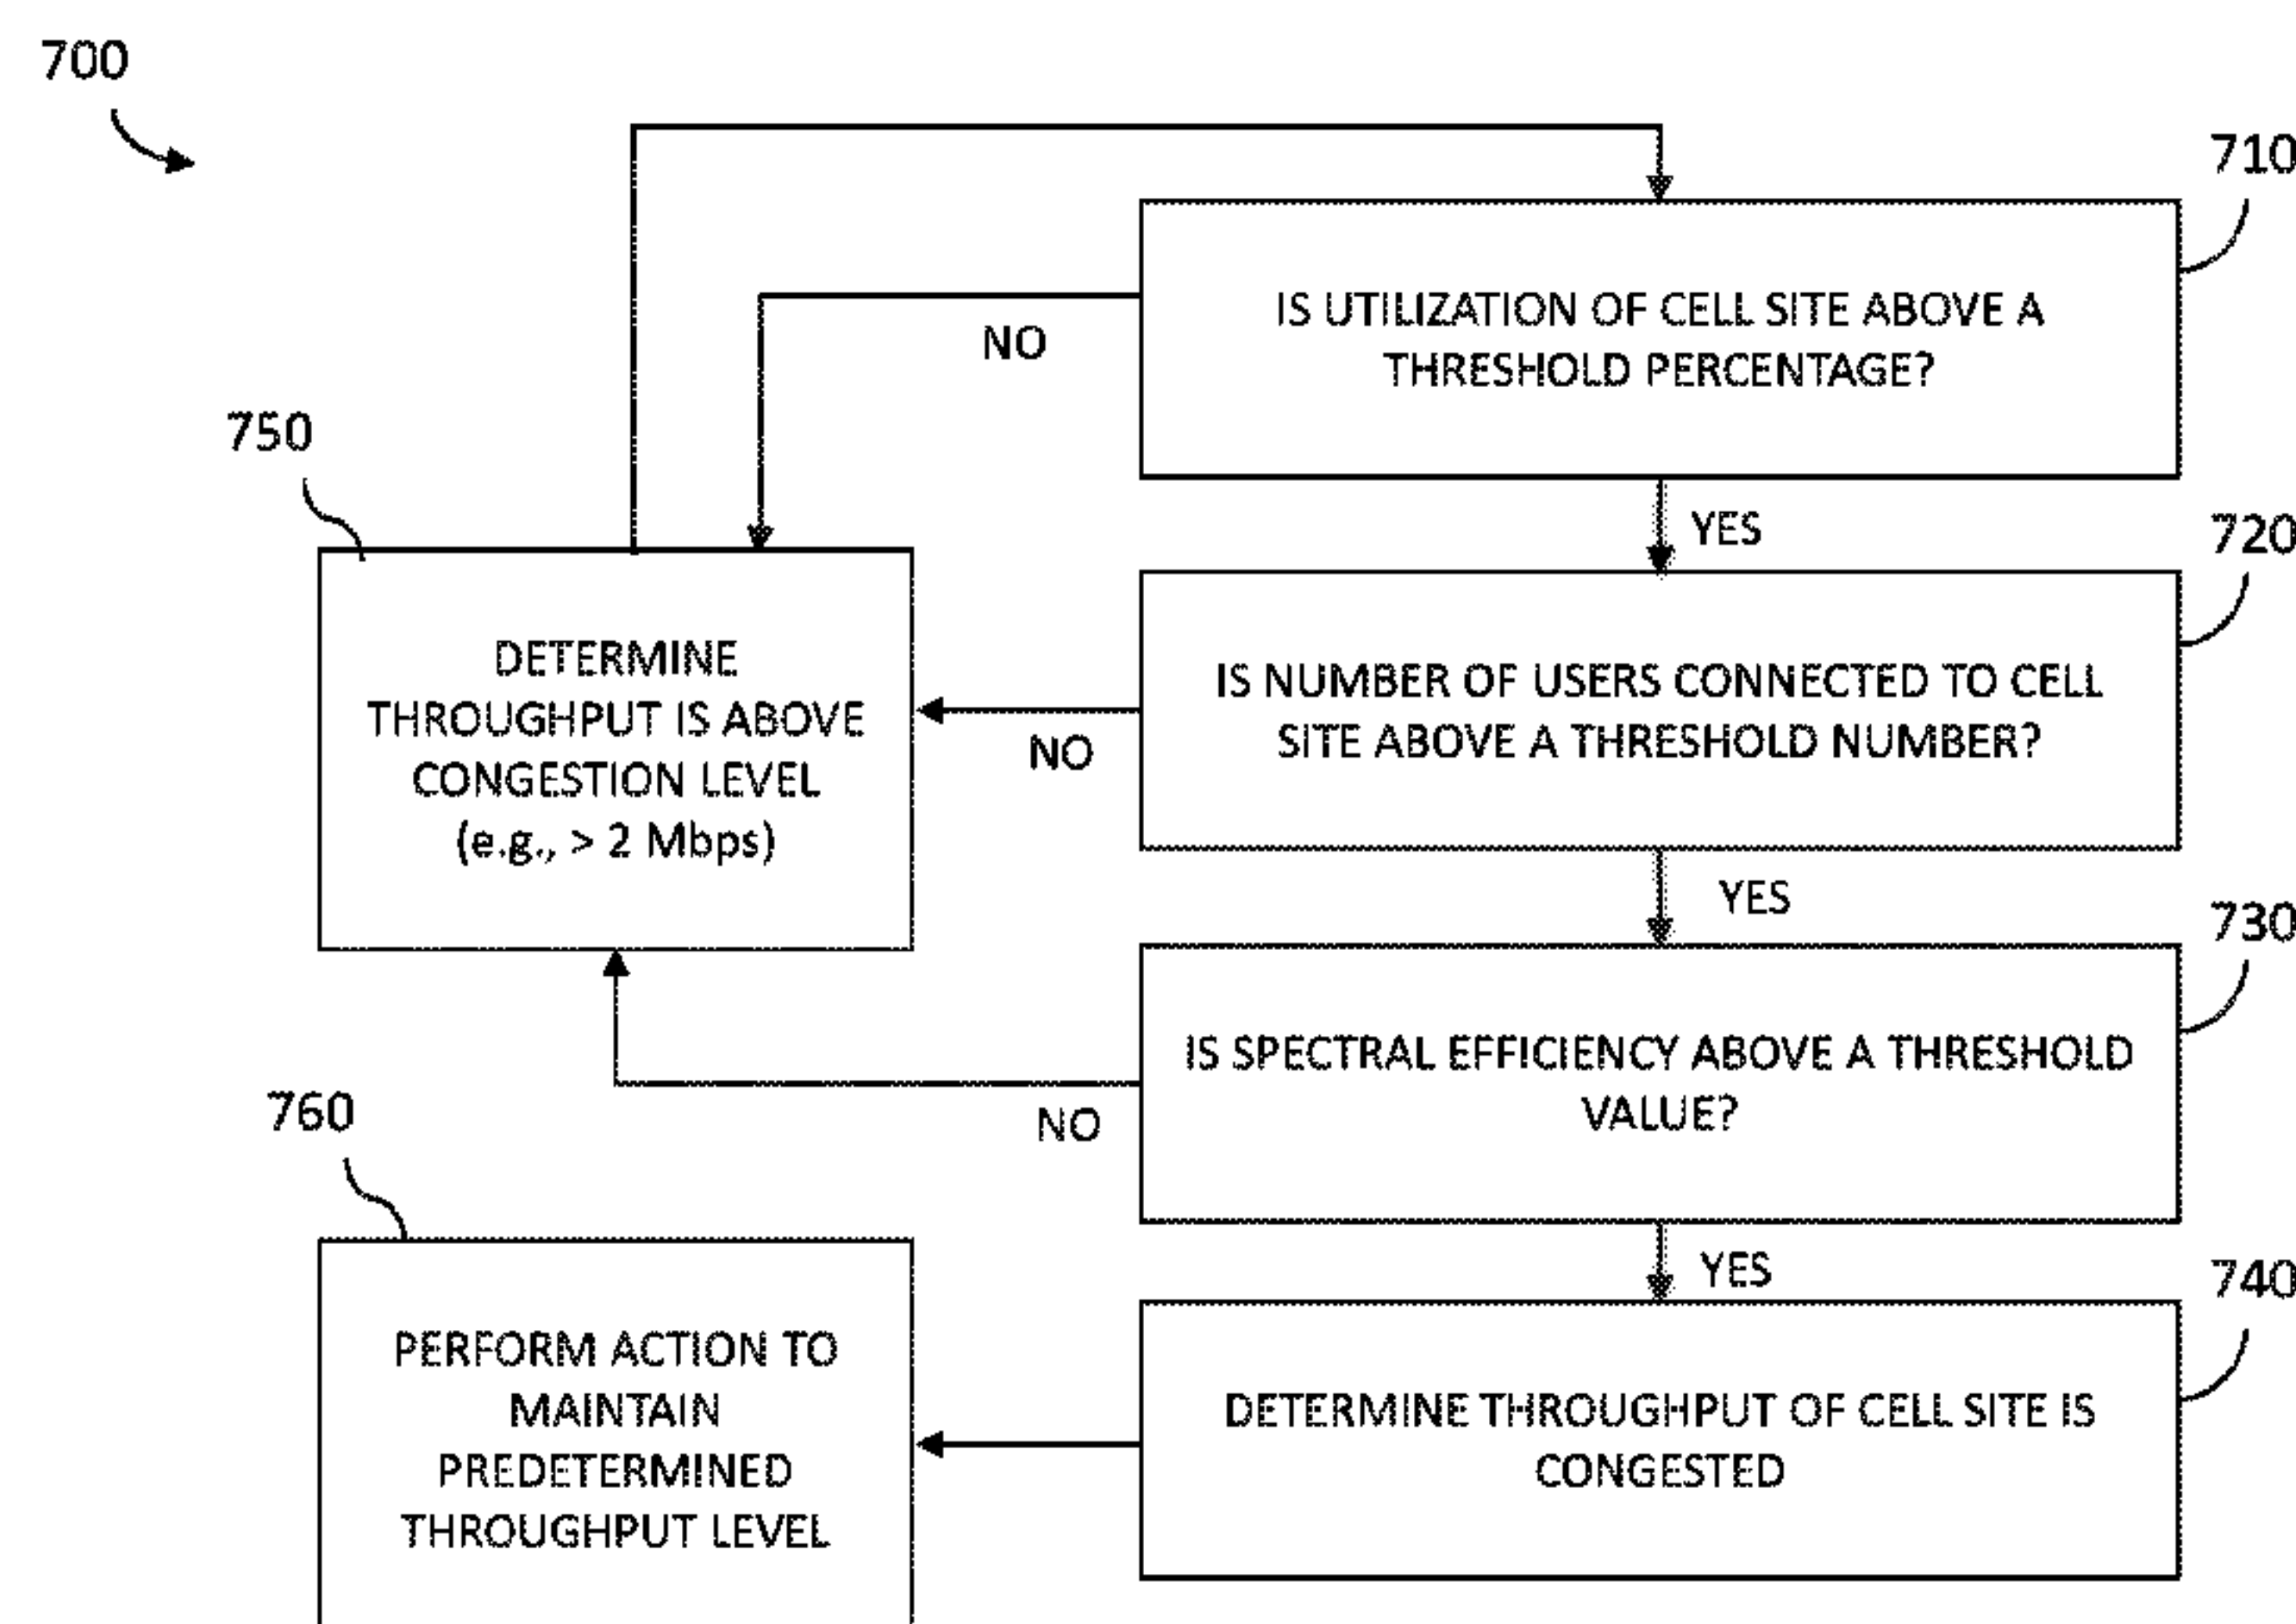 700
710
IS UTILIZATION OF CELL SITE ABOVE A
THRESHOLD PERCENTAGE?
NO
YES
750
DETERMINE
THROUGHPUT IS ABOVE
CONGESTION LEVEL
(e.g., > 2 Mbps)
720
IS NUMBER OF USERS CONNECTED TO CELL
SITE ABOVE A THRESHOLD NUMBER?
NO
YES
730
IS SPECTRAL EFFICIENCY ABOVE A THRESHOLD
VALUE?
NO
YES
760
PERFORM ACTION TO
MAINTAIN
PREDETERMINED
THROUGHPUT LEVEL
740
DETERMINE THROUGHPUT OF CELL SITE IS
CONGESTED